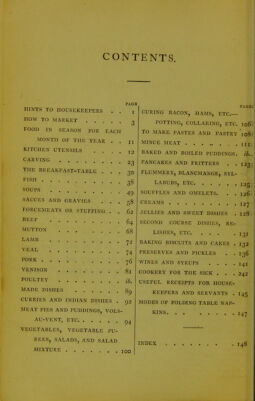 CONTENTS.
PAGE
HINTS TO HOUSEKEEPERS . . 1
HOW TO MARKET . . . . . 3
FOOD IN SEASON FOR EACH
MONTH OF THE YEAR . . 11
KITCHEN UTENSILS . . . . 12
CARVING . . . . . . . 23
THE BREAKFAST-TABLE . . . 30
FISH . . . . . . . . 38
SOUPS . . . . . . . . 49
SAUCES AND GRAVIES . . . 58
FORCEMEATS OR STUFFING . . 62
BEEF . . . . . . . . 64
MUTTON . . . . . . . 68
LAMB . . . . . . . . 72
VEAL . . . . . . . . 74
PORK . . . . . . . . 76
VENISON . . . . . . . 81
POULTRY . . . . . . . ib.
MADE DISHES . . . . . . 89
CURRIES AND INDIAN DISHES . 92
MEAT PIES AND PUDDINGS, VOLS-
AU-VENT, ETC. . . . . . 94
VEGETABLES, VEGETABLE PU-
REES, SALADS, AND SALAD
MIXTURE . . . . . . . 100
PAGE
CURING BACON, HAMS, ETC.—
POTTING, COLLARING, ETC. 106
TO MAKE PASTES AND PASTRY 108
MINCE MEAT . . . . . . 111
BAKED AND BOILED PUDDINGS. ib.
PANCAKES AND FRITTERS . . 123
FLUMMERY, BLANCMANGE, SYL-
LABUBS, ETC. . . . . . 125
SOUFFLES AND OMELETS. . . 126
CREAMS . . . . . . . 127
JELLIES AND SWEET DISHES . 128
SECOND COURSE DISHES, RE-
LISHES, ETC. . . . . . 131
BAKING BISCUITS AND CAKES . 132
PRESERVES AND PICKLES . . 136
WINES AND SYRUPS . . . . 141
COOKERY FOR THE SICK . . . 242
USEFUL RECEIPTS FOR HOUSE-
KEEPERS AND SERVANTS . 145
MODES OF FOLDING TABLE NAP-
KINS. . . . . . . . 147
INDEX . . . . . . . . 148